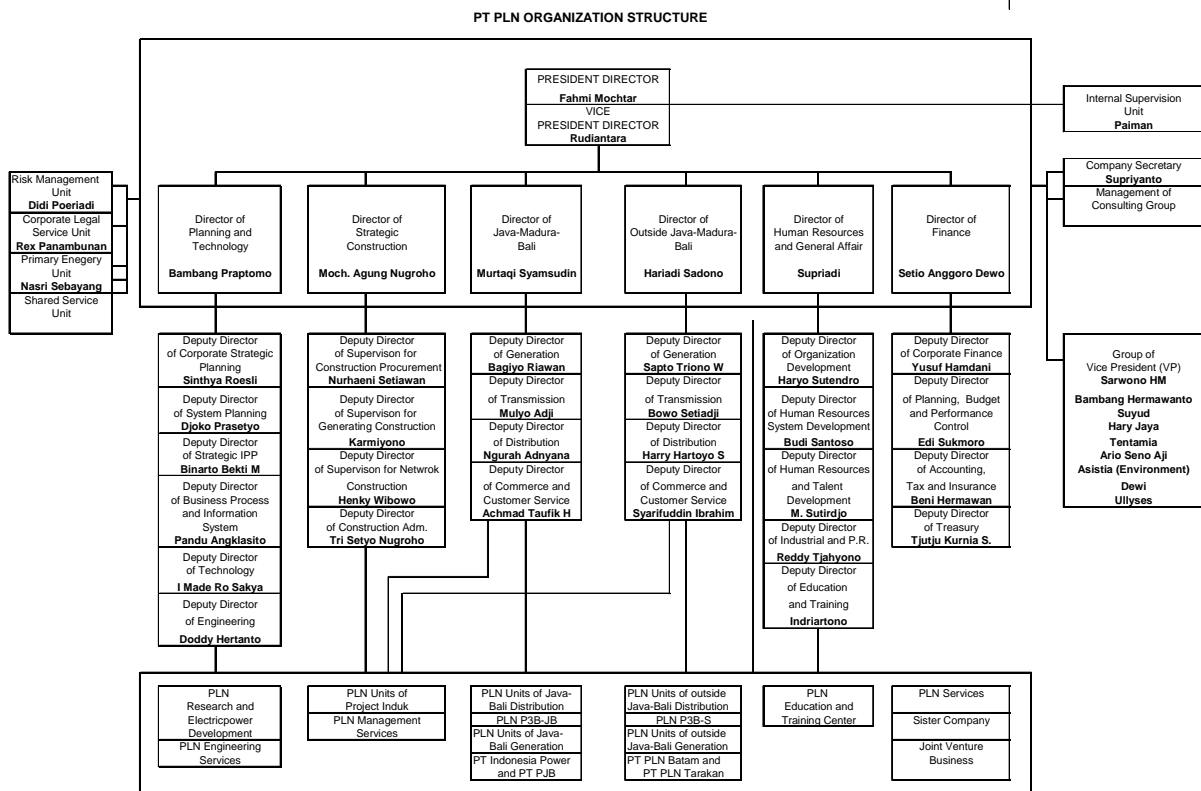 PT PLN ORGANIZATION STRUCTURE
PRESIDENT DIRECTOR
Fahmi Mochtar
VICE
PRESIDENT DIRECTOR
Rudiantara
Internal Supervision
Unit
Paiman
Company Secretary
Supriyanto
Management of
Consulting Group
Risk Management
Unit
Didi Poeriadi
Corporate Legal
Service Unit
Rex Panambunan
Primary Enegery
Unit
Nasri Sebayang
Shared Service
Unit
Director of
Planning and
Technology
Bambang Praptomo
Director of
Strategic
Construction
Moch. Agung Nugroho
Director of
Java-Madura-
Bali
Murtaqi Syamsudin
Director of
Outside Java-Madura-
Bali
Hariadi Sadono
Director of
Human Resources
and General Affair
Supriadi
Director of
Finance
Setio Anggoro Dewo
Deputy Director
of Corporate Strategic
Planning
Sinthya Roesli
Deputy Director
of System Planning
Djoko Prasetyo
Deputy Director
of Strategic IPP
Binarto Bekti M
Deputy Director
of Business Process
and Information
System
Pandu Angklasito
Deputy Director
of Technology
I Made Ro Sakya
Deputy Director
of Engineering
Doddy Hertanto
Deputy Director
of Supervison for
Construction Procurement
Nurhaeni Setiawan
Deputy Director
of Supervison for
Generating Construction
Karmiyono
Deputy Director
of Supervison for Netwrok
Construction
Henky Wibowo
Deputy Director
of Construction Adm.
Tri Setyo Nugroho
Deputy Director
of Generation
Bagiyo Riawan
Deputy Director
of Transmission
Mulyo Adji
Deputy Director
of Distribution
Ngurah Adnyana
Deputy Director
of Commerce and
Customer Service
Achmad Taufik H
Deputy Director
of Generation
Sapto Triono W
Deputy Director
of Transmission
Bowo Setiadji
Deputy Director
of Distribution
Harry Hartoyo S
Deputy Director
of Commerce and
Customer Service
Syarifuddin Ibrahim
Deputy Director
of Organization
Development
Haryo Sutendro
Deputy Director
of Human Resources
System Development
Budi Santoso
Deputy Director
of Human Resources
and Talent
Development
M. Sutirdjo
Deputy Director
of Industrial and P.R.
Reddy Tjahyono
Deputy Director
of Education
and Training
Indriartono
Deputy Director
of Corporate Finance
Yusuf Hamdani
Deputy Director
of Planning, Budget
and Performance
Control
Edi Sukmoro
Deputy Director
of Accounting,
Tax and Insurance
Beni Hermawan
Deputy Director
of Treasury
Tjutju Kurnia S.
Group of
Vice President (VP)
Sarwono HM
Bambang Hermawanto
Suyud
Hary Jaya
Tentamia
Ario Seno Aji
Asistia (Environment)
Dewi
Ullyses
PLN
Research and
Electricpower
Development
PLN Engineering
Services
PLN Units of
Project Induk
PLN Management
Services
PLN Units of Java-
Bali Distribution
PLN P3B-JB
PLN Units of Java-
Bali Generation
PT Indonesia Power
and PT PJB
PLN Units of outside
Java-Bali Distribution
PLN P3B-S
PLN Units of outside
Java-Bali Generation
PT PLN Batam and
PT PLN Tarakan
PLN
Education and
Training Center
PLN Services
Sister Company
Joint Venture
Business